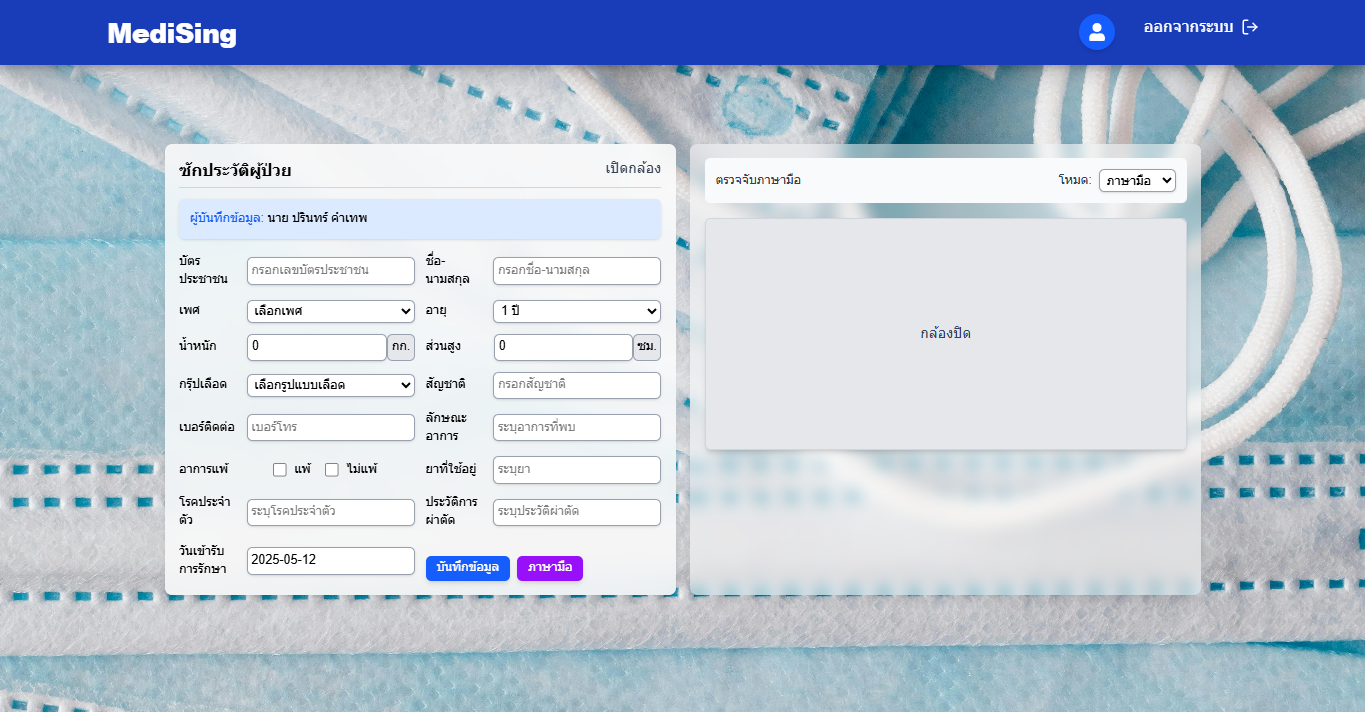 MediSing
ออกจากระบบ
ซักประวัติผู้ป่วย
เปิดกล้อง
ผู้บันทึกข้อมูล: นาย ปรินทร์ คำเทพ
บัตร
ประชาชน
กรอกเลขบัตรประชาชน
ชื่อ-
นามสกุล
กรอกชื่อ-นามสกุล
เพศ
เลือกเพศ
อายุ
1 ปี
น้ำหนัก
0
กก.
ส่วนสูง
0
ซม.
กรุ๊ปเลือด
เลือกรูปแบบเลือด
สัญชาติ
กรอกสัญชาติ
เบอร์ติดต่อ
เบอร์โทร
ลักษณะ
อาการ
ระบุอาการที่พบ
อาการแพ้
แพ้
ไม่แพ้
ยาที่ใช้อยู่
ระบุยา
โรคประจำ
ตัว
ระบุโรคประจำตัว
ประวัติการ
ผ่าตัด
ระบุประวัติผ่าตัด
วันเข้ารับ
การรักษา
2025-05-12
บันทึกข้อมูล
ภาษามือ
ตรวจจับภาษามือ
โหมด:
ภาษามือ
กล้องปิด